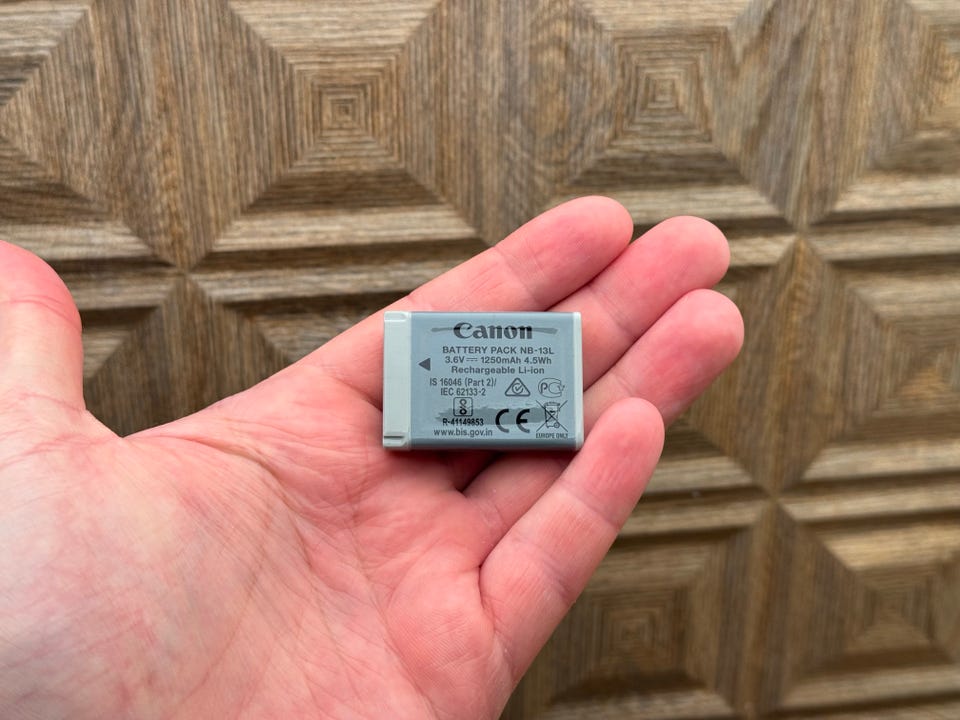 Canon
BATTERY PACK NB-13L
3.6V⎓ 1250mAh 4.5Wh
Rechargeable Li-ion
IS 16046 (Part 2)/
IEC 62133-2
R-41149853
www.bis.gov.in
EUROPE ONLY